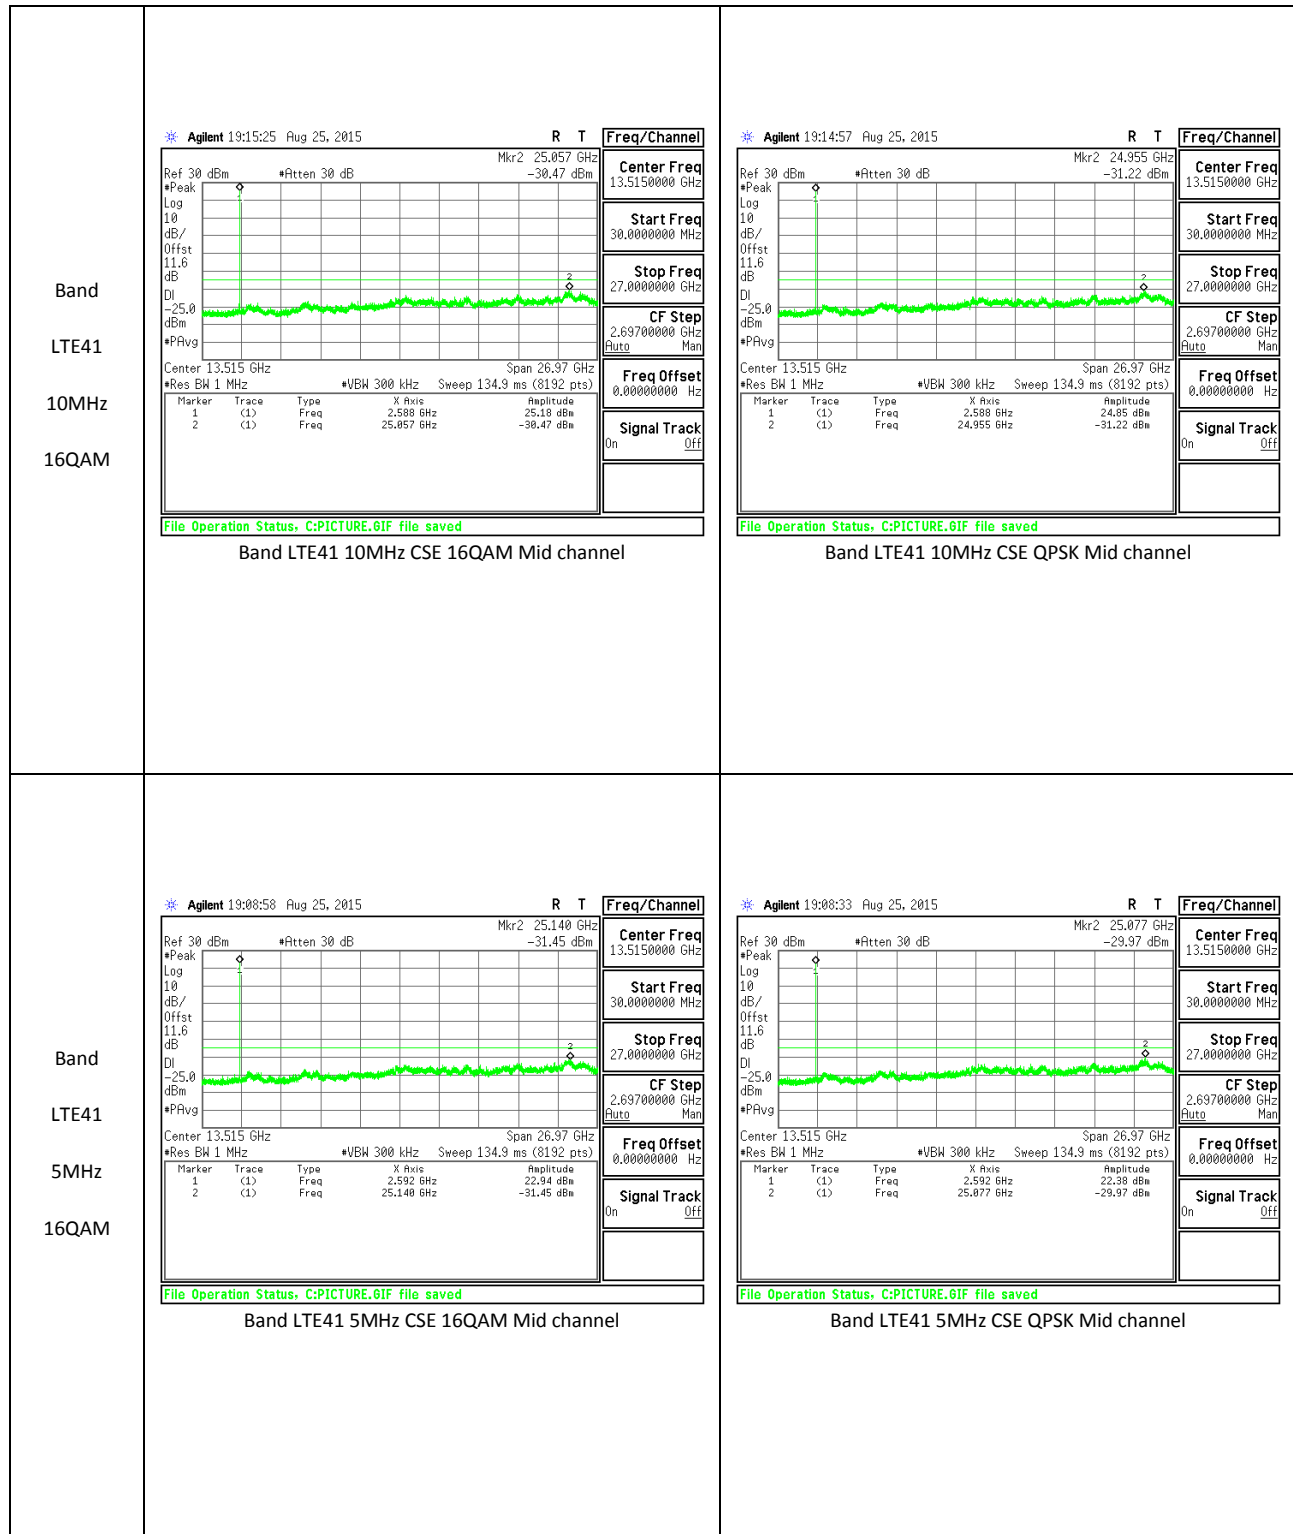 Band
LTE41
10MHz
16QAM
Agilent 19:15:25 Aug 25, 2015 R T Freq/Channel
Mkr2 25.057 GHz
Ref 30 dBm #Atten 30 dB -30.47 dBm
#Peak
Log
10
dB/
Offst
11.6
dB
DI
-25.0
dBm
#PAvg
1
2
Center 13.515 GHz Span 26.97 GHz
#Res BW 1 MHz #VBW 300 kHz Sweep 134.9 ms (8192 pts)
Marker Trace Type X Axis Amplitude
1 (1) Freq 2.588 GHz 25.18 dBm
2 (1) Freq 25.057 GHz -30.47 dBm
Center Freq
13.5150000 GHz
Start Freq
30.0000000 MHz
Stop Freq
27.0000000 GHz
CF Step
2.69700000 GHz
Auto Man
Freq Offset
0.00000000 Hz
Signal Track
On Off
File Operation Status, C:PICTURE.GIF file saved
Band LTE41 10MHz CSE 16QAM Mid channel
Agilent 19:14:57 Aug 25, 2015 R T Freq/Channel
Mkr2 24.955 GHz
Ref 30 dBm #Atten 30 dB -31.22 dBm
#Peak
Log
10
dB/
Offst
11.6
dB
DI
-25.0
dBm
#PAvg
1
2
Center 13.515 GHz Span 26.97 GHz
#Res BW 1 MHz #VBW 300 kHz Sweep 134.9 ms (8192 pts)
Marker Trace Type X Axis Amplitude
1 (1) Freq 2.588 GHz 24.85 dBm
2 (1) Freq 24.955 GHz -31.22 dBm
Center Freq
13.5150000 GHz
Start Freq
30.0000000 MHz
Stop Freq
27.0000000 GHz
CF Step
2.69700000 GHz
Auto Man
Freq Offset
0.00000000 Hz
Signal Track
On Off
File Operation Status, C:PICTURE.GIF file saved
Band LTE41 10MHz CSE QPSK Mid channel
Band
LTE41
5MHz
16QAM
Agilent 19:08:58 Aug 25, 2015 R T Freq/Channel
Mkr2 25.140 GHz
Ref 30 dBm #Atten 30 dB -31.45 dBm
#Peak
Log
10
dB/
Offst
11.6
dB
DI
-25.0
dBm
#PAvg
1
2
Center 13.515 GHz Span 26.97 GHz
#Res BW 1 MHz #VBW 300 kHz Sweep 134.9 ms (8192 pts)
Marker Trace Type X Axis Amplitude
1 (1) Freq 2.592 GHz 22.94 dBm
2 (1) Freq 25.140 GHz -31.45 dBm
Center Freq
13.5150000 GHz
Start Freq
30.0000000 MHz
Stop Freq
27.0000000 GHz
CF Step
2.69700000 GHz
Auto Man
Freq Offset
0.00000000 Hz
Signal Track
On Off
File Operation Status, C:PICTURE.GIF file saved
Band LTE41 5MHz CSE 16QAM Mid channel
Agilent 19:08:33 Aug 25, 2015 R T Freq/Channel
Mkr2 25.077 GHz
Ref 30 dBm #Atten 30 dB -29.97 dBm
#Peak
Log
10
dB/
Offst
11.6
dB
DI
-25.0
dBm
#PAvg
1
2
Center 13.515 GHz Span 26.97 GHz
#Res BW 1 MHz #VBW 300 kHz Sweep 134.9 ms (8192 pts)
Marker Trace Type X Axis Amplitude
1 (1) Freq 2.592 GHz 22.38 dBm
2 (1) Freq 25.077 GHz -29.97 dBm
Center Freq
13.5150000 GHz
Start Freq
30.0000000 MHz
Stop Freq
27.0000000 GHz
CF Step
2.69700000 GHz
Auto Man
Freq Offset
0.00000000 Hz
Signal Track
On Off
File Operation Status, C:PICTURE.GIF file saved
Band LTE41 5MHz CSE QPSK Mid channel